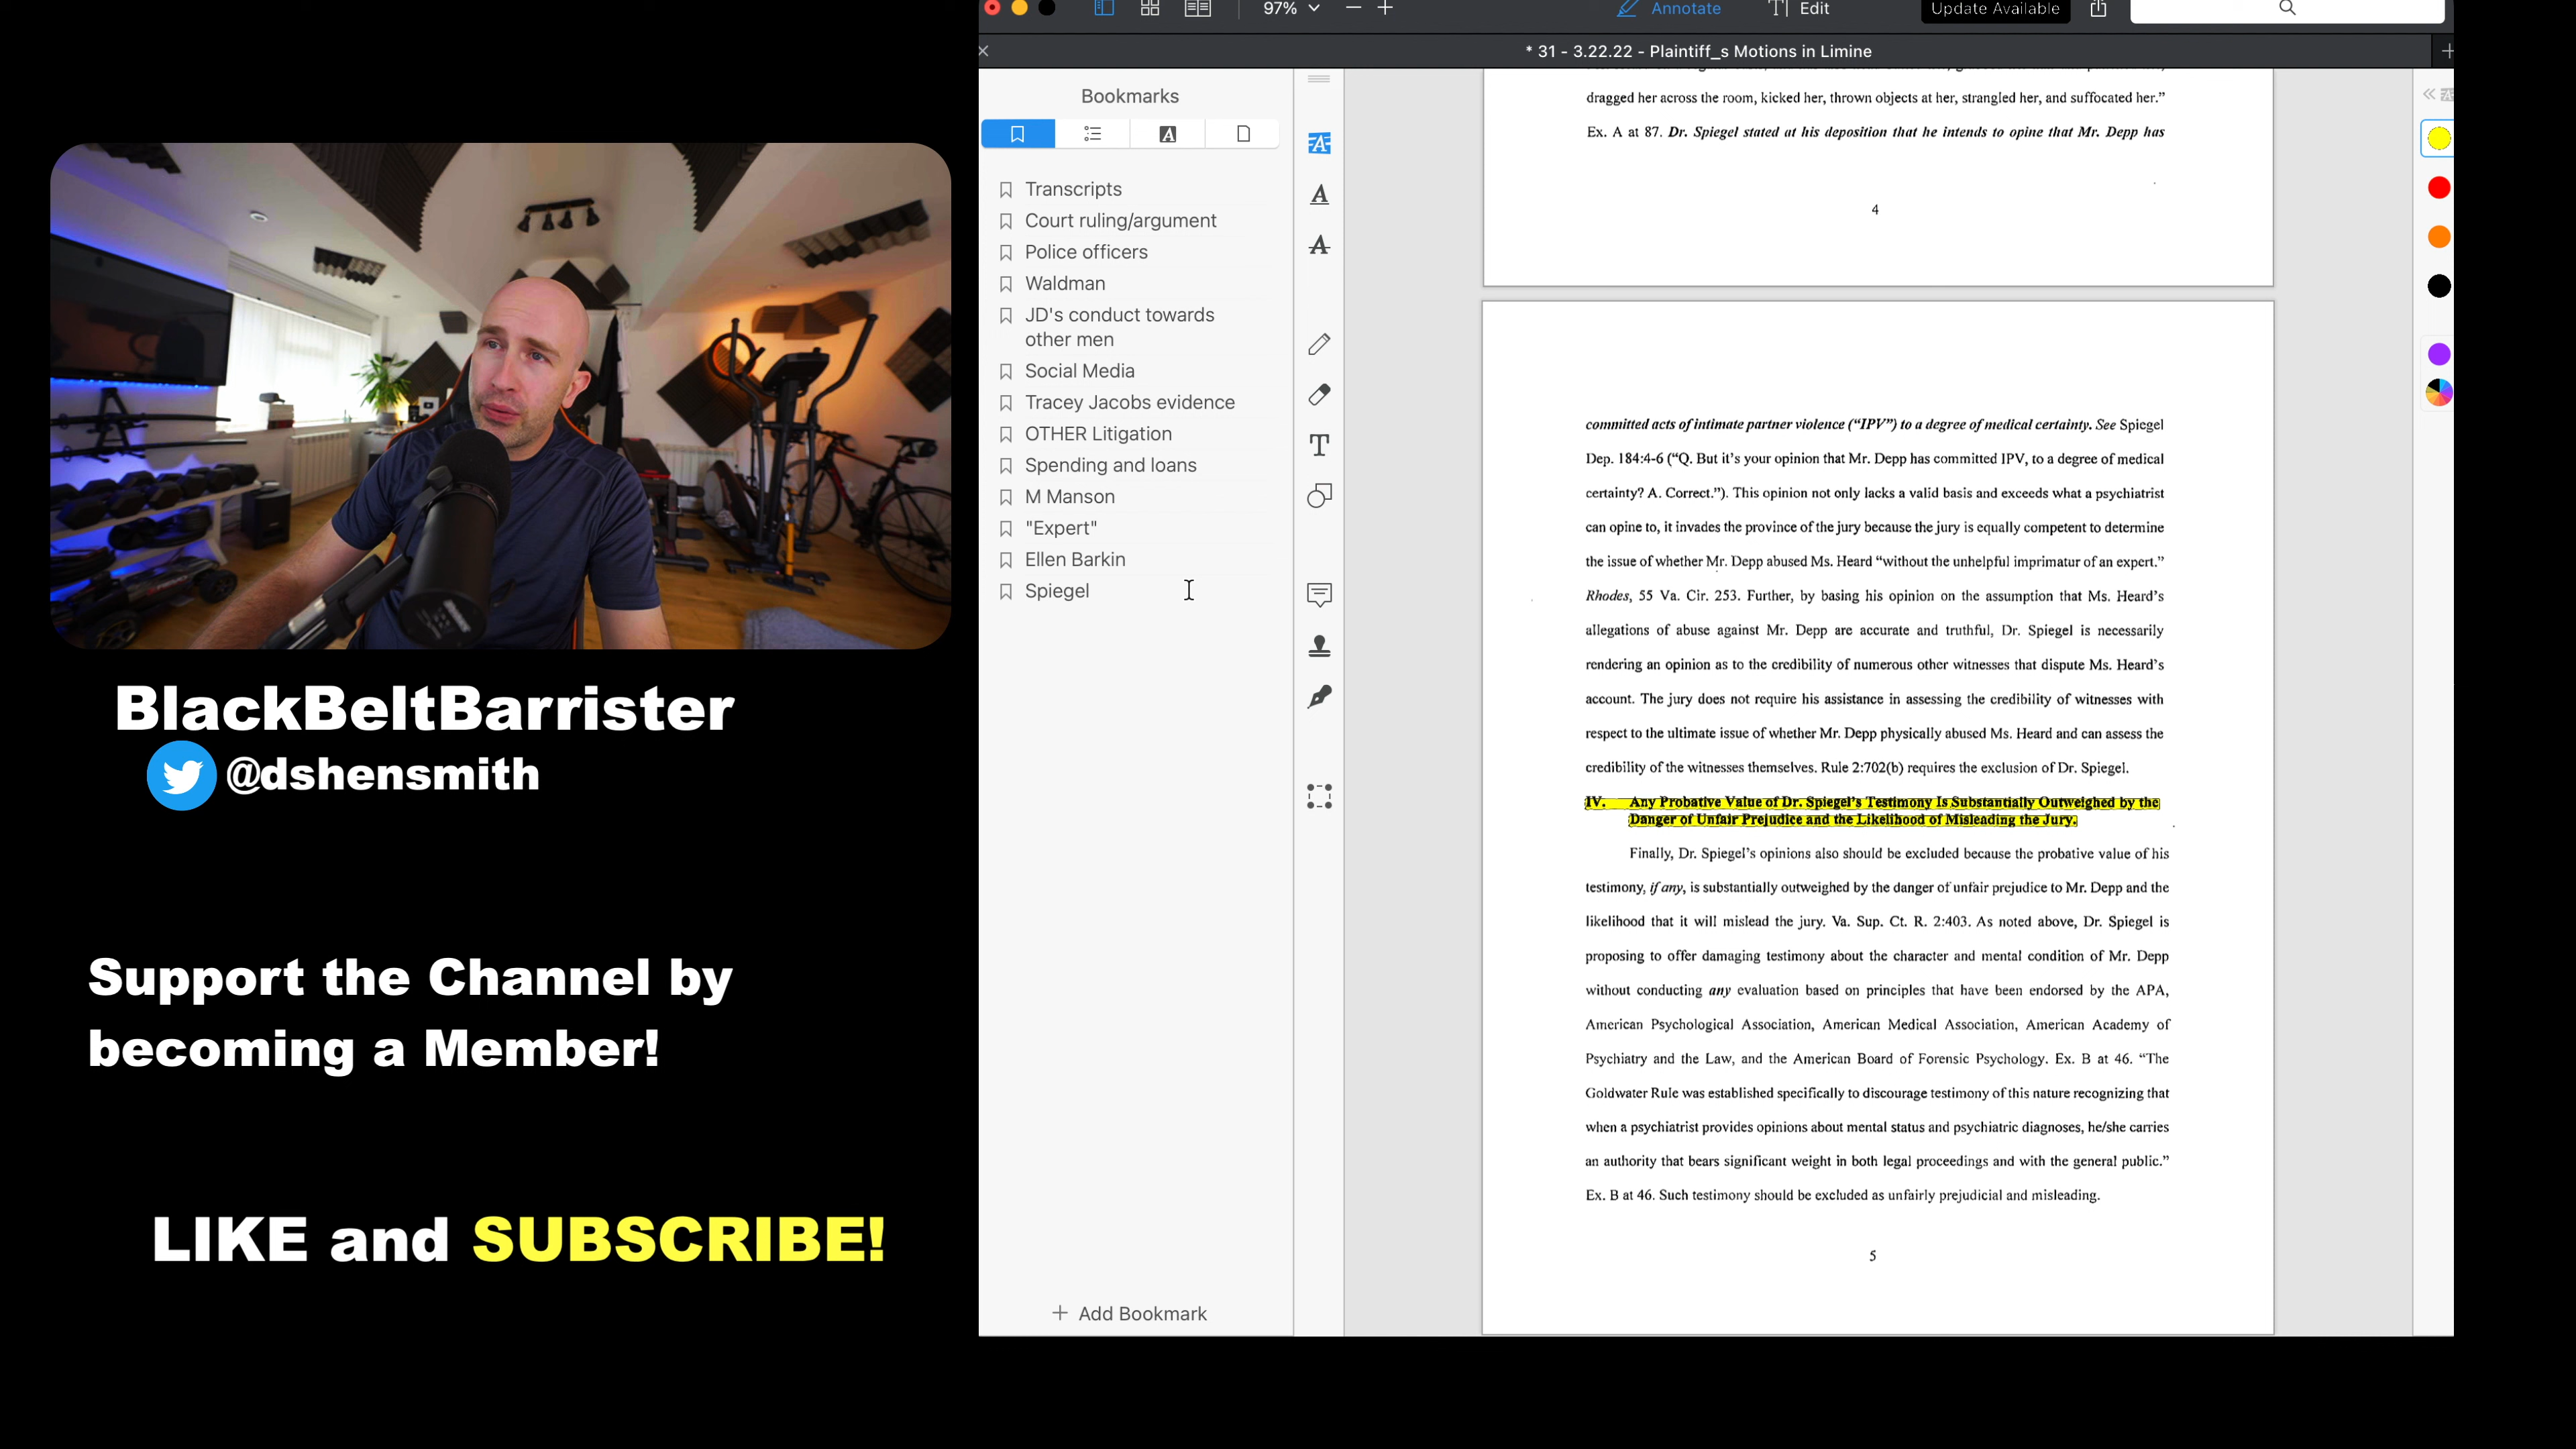 BlackBeltBarrister
@dshensmith
Support the Channel by
becoming a Member!
LIKE and SUBSCRIBE!
97%
Annotate
Edit
Update Available
* 31 - 3.22.22 - Plaintiff_s Motions in Limine
Bookmarks
Transcripts
Court ruling/argument
Police officers
Waldman
JD's conduct towards
other men
Social Media
Tracey Jacobs evidence
OTHER Litigation
Spending and loans
M Manson
"Expert"
Ellen Barkin
Spiegel
+ Add Bookmark
dragged her across the room, kicked her, thrown objects at her, strangled her, and suffocated her.”
Ex. A at 87. Dr. Spiegel stated at his deposition that he intends to opine that Mr. Depp has
4
committed acts of intimate partner violence (“IPV”) to a degree of medical certainty. See Spiegel
Dep. 184:4-6 (“Q. But it’s your opinion that Mr. Depp has committed IPV, to a degree of medical
certainty? A. Correct.”). This opinion not only lacks a valid basis and exceeds what a psychiatrist
can opine to, it invades the province of the jury because the jury is equally competent to determine
the issue of whether Mr. Depp abused Ms. Heard “without the unhelpful imprimatur of an expert.”
Rhodes, 55 Va. Cir. 253. Further, by basing his opinion on the assumption that Ms. Heard’s
allegations of abuse against Mr. Depp are accurate and truthful, Dr. Spiegel is necessarily
rendering an opinion as to the credibility of numerous other witnesses that dispute Ms. Heard’s
account. The jury does not require his assistance in assessing the credibility of witnesses with
respect to the ultimate issue of whether Mr. Depp physically abused Ms. Heard and can assess the
credibility of the witnesses themselves. Rule 2:702(b) requires the exclusion of Dr. Spiegel.
IV. Any Probative Value of Dr. Spiegel’s Testimony Is Substantially Outweighed by the
Danger of Unfair Prejudice and the Likelihood of Misleading the Jury.
Finally, Dr. Spiegel’s opinions also should be excluded because the probative value of his
testimony, if any, is substantially outweighed by the danger of unfair prejudice to Mr. Depp and the
likelihood that it will mislead the jury. Va. Sup. Ct. R. 2:403. As noted above, Dr. Spiegel is
proposing to offer damaging testimony about the character and mental condition of Mr. Depp
without conducting any evaluation based on principles that have been endorsed by the APA,
American Psychological Association, American Medical Association, American Academy of
Psychiatry and the Law, and the American Board of Forensic Psychology. Ex. B at 46. “The
Goldwater Rule was established specifically to discourage testimony of this nature recognizing that
when a psychiatrist provides opinions about mental status and psychiatric diagnoses, he/she carries
an authority that bears significant weight in both legal proceedings and with the general public.”
Ex. B at 46. Such testimony should be excluded as unfairly prejudicial and misleading.
5